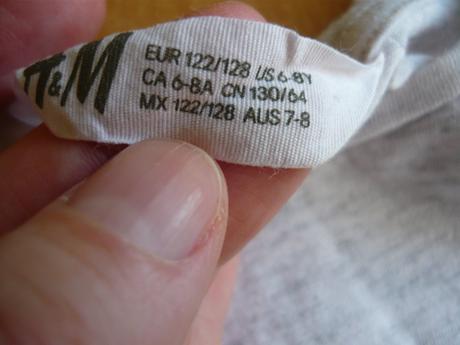 H&M
EUR 122/128 US 6-8Y
CA 6-8A CN 130/64
MX 122/128 AUS 7-8